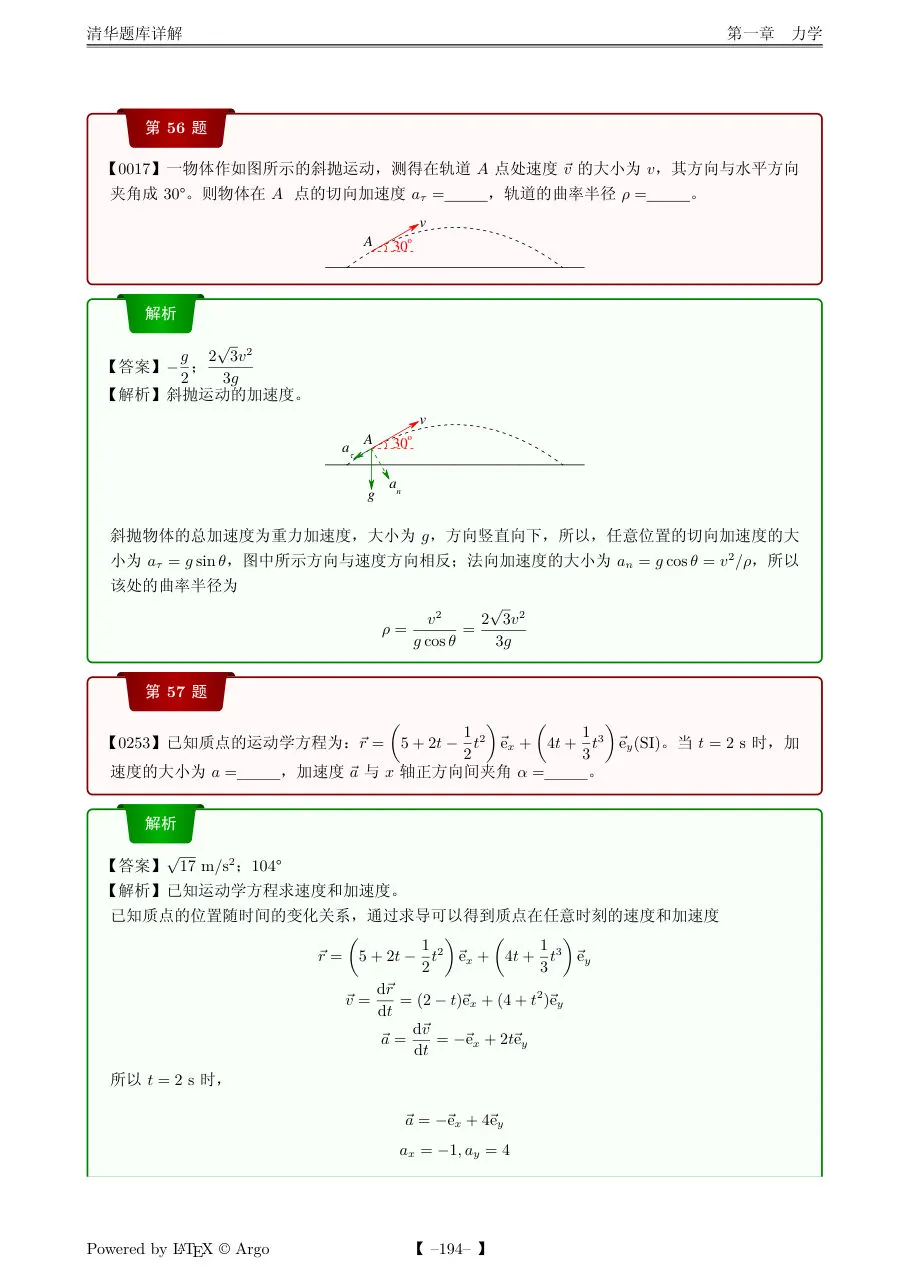 清华题库详解 第一章 力学
第 56 题
【0017】一物体作如图所示的斜抛运动，测得在轨道 A 点处速度 v⃗ 的大小为 v，其方向与水平方向
夹角成 30°。则物体在 A 点的切向加速度 aτ =_____，轨道的曲率半径 ρ =_____。
v
A 30°
解析
【答案】−g/2；2√3v²/3g
【解析】斜抛运动的加速度。
v
A 30°
aτ
an
g
斜抛物体的总加速度为重力加速度，大小为 g，方向竖直向下，所以，任意位置的切向加速度的大
小为 aτ = g sin θ，图中所示方向与速度方向相反；法向加速度的大小为 an = g cos θ = v²/ρ，所以
该处的曲率半径为
ρ = v²/(g cos θ) = 2√3v²/3g
第 57 题
【0253】已知质点的运动学方程为：r⃗ = (5 + 2t − 1/2 t²) e⃗x + (4t + 1/3 t³) e⃗y(SI)。当 t = 2 s 时，加
速度的大小为 a =_____，加速度 a⃗ 与 x 轴正方向间夹角 α =_____。
解析
【答案】√17 m/s²；104°
【解析】已知运动学方程求速度和加速度。
已知质点的位置随时间的变化关系，通过求导可以得到质点在任意时刻的速度和加速度
r⃗ = (5 + 2t − 1/2 t²) e⃗x + (4t + 1/3 t³) e⃗y
v⃗ = dr⃗/dt = (2 − t)e⃗x + (4 + t²)e⃗y
a⃗ = dv⃗/dt = −e⃗x + 2te⃗y
所以 t = 2 s 时，
a⃗ = −e⃗x + 4e⃗y
ax = −1, ay = 4
Powered by LATEX © Argo 【 –194– 】